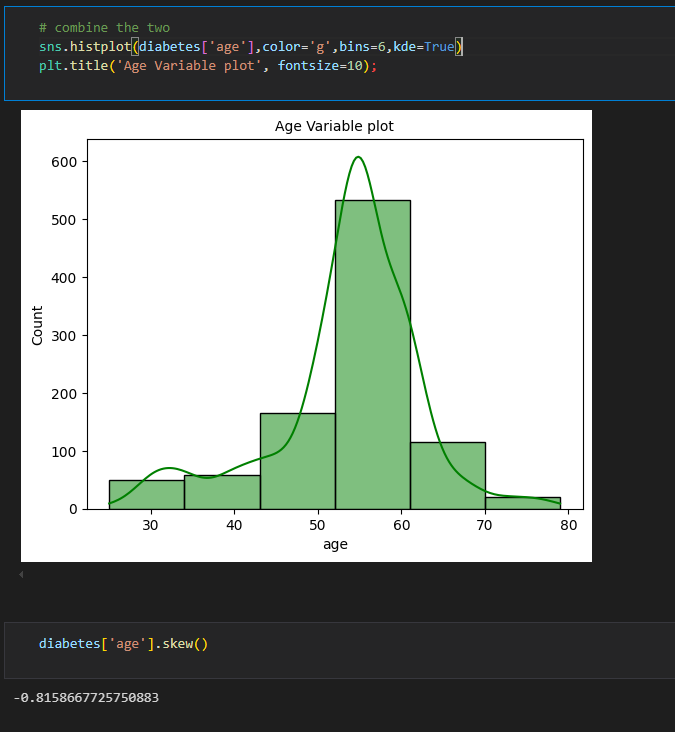 # combine the two
sns.histplot(diabetes['age'],color='g',bins=6,kde=True)
plt.title('Age Variable plot', fontsize=10);
Age Variable plot
600
500
400
300
200
100
0
Count
30 40 50 60 70 80
age
diabetes['age'].skew()
-0.8158667725750883